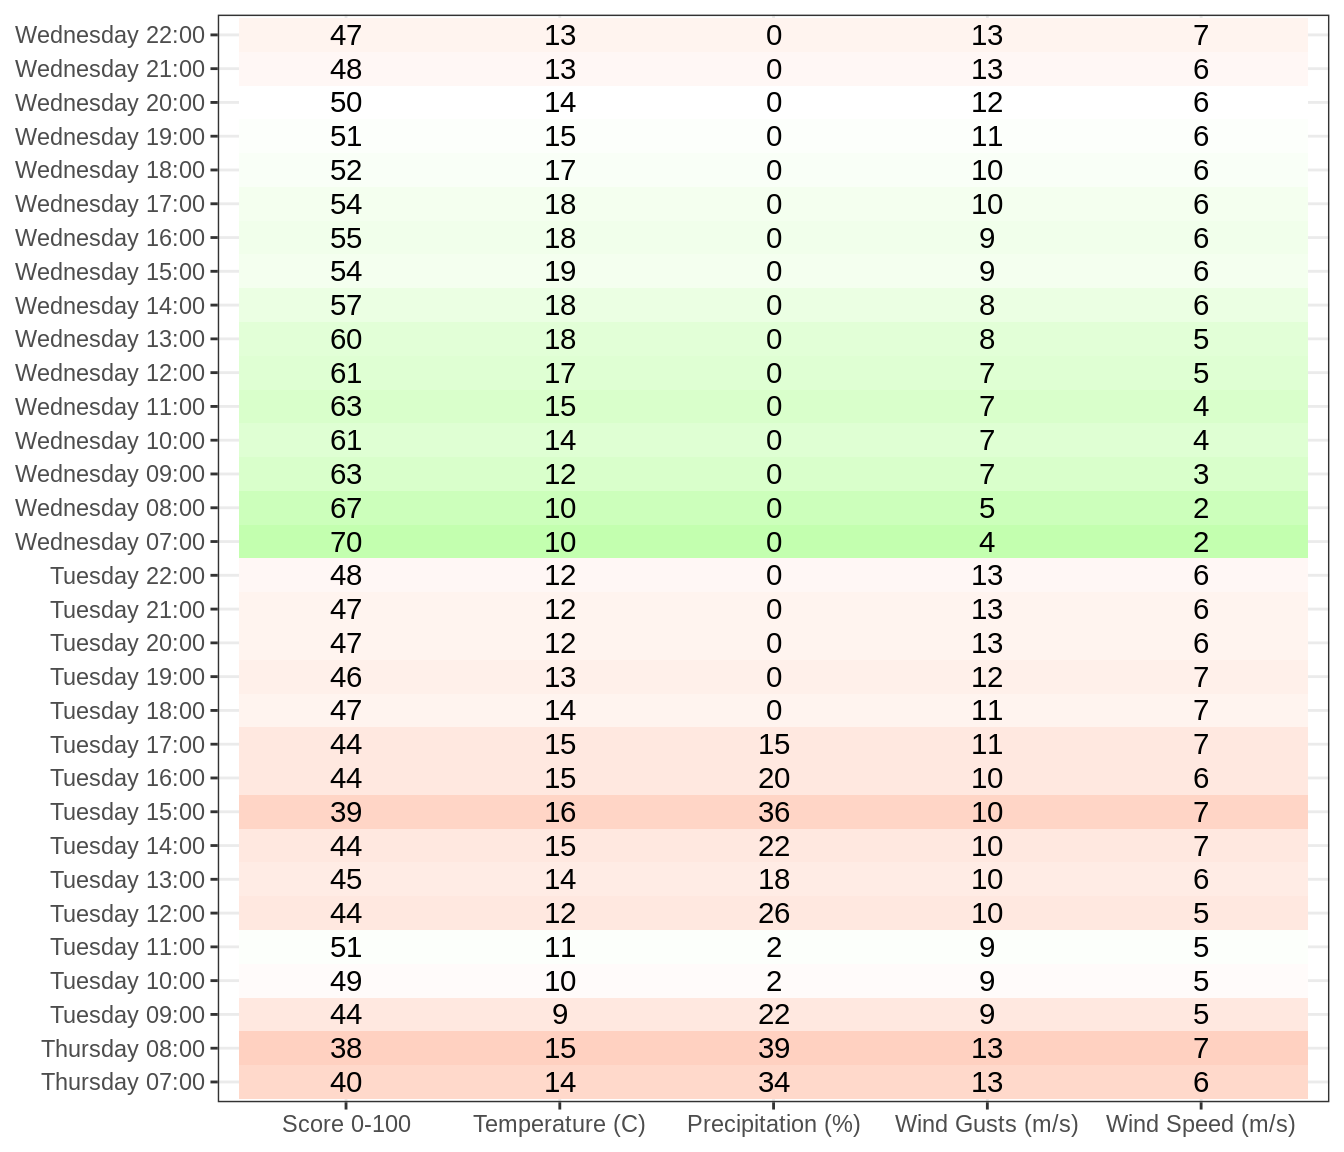 Wednesday 22:00 47 13 0 13 7
Wednesday 21:00 48 13 0 13 6
Wednesday 20:00 50 14 0 12 6
Wednesday 19:00 51 15 0 11 6
Wednesday 18:00 52 17 0 10 6
Wednesday 17:00 54 18 0 10 6
Wednesday 16:00 55 18 0 9 6
Wednesday 15:00 54 19 0 9 6
Wednesday 14:00 57 18 0 8 6
Wednesday 13:00 60 18 0 8 5
Wednesday 12:00 61 17 0 7 5
Wednesday 11:00 63 15 0 7 4
Wednesday 10:00 61 14 0 7 4
Wednesday 09:00 63 12 0 7 3
Wednesday 08:00 67 10 0 5 2
Wednesday 07:00 70 10 0 4 2
Tuesday 22:00 48 12 0 13 6
Tuesday 21:00 47 12 0 13 6
Tuesday 20:00 47 12 0 13 6
Tuesday 19:00 46 13 0 12 7
Tuesday 18:00 47 14 0 11 7
Tuesday 17:00 44 15 15 11 7
Tuesday 16:00 44 15 20 10 6
Tuesday 15:00 39 16 36 10 7
Tuesday 14:00 44 15 22 10 7
Tuesday 13:00 45 14 18 10 6
Tuesday 12:00 44 12 26 10 5
Tuesday 11:00 51 11 2 9 5
Tuesday 10:00 49 10 2 9 5
Tuesday 09:00 44 9 22 9 5
Thursday 08:00 38 15 39 13 7
Thursday 07:00 40 14 34 13 6
Score 0-100 Temperature (C) Precipitation (%) Wind Gusts (m/s) Wind Speed (m/s)